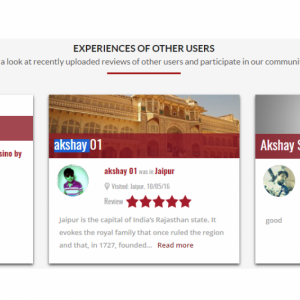 EXPERIENCES OF OTHER USERS
a look at recently uploaded reviews of other users and participate in our communi
sino by
akshay 01
akshay 01 was in Jaipur
Visited: Jaipur, 10/05/16
Review
Jaipur is the capital of India's Rajasthan state. It
evokes the royal family that once ruled the region
and that, in 1727, founded... Read more
Akshay S
good